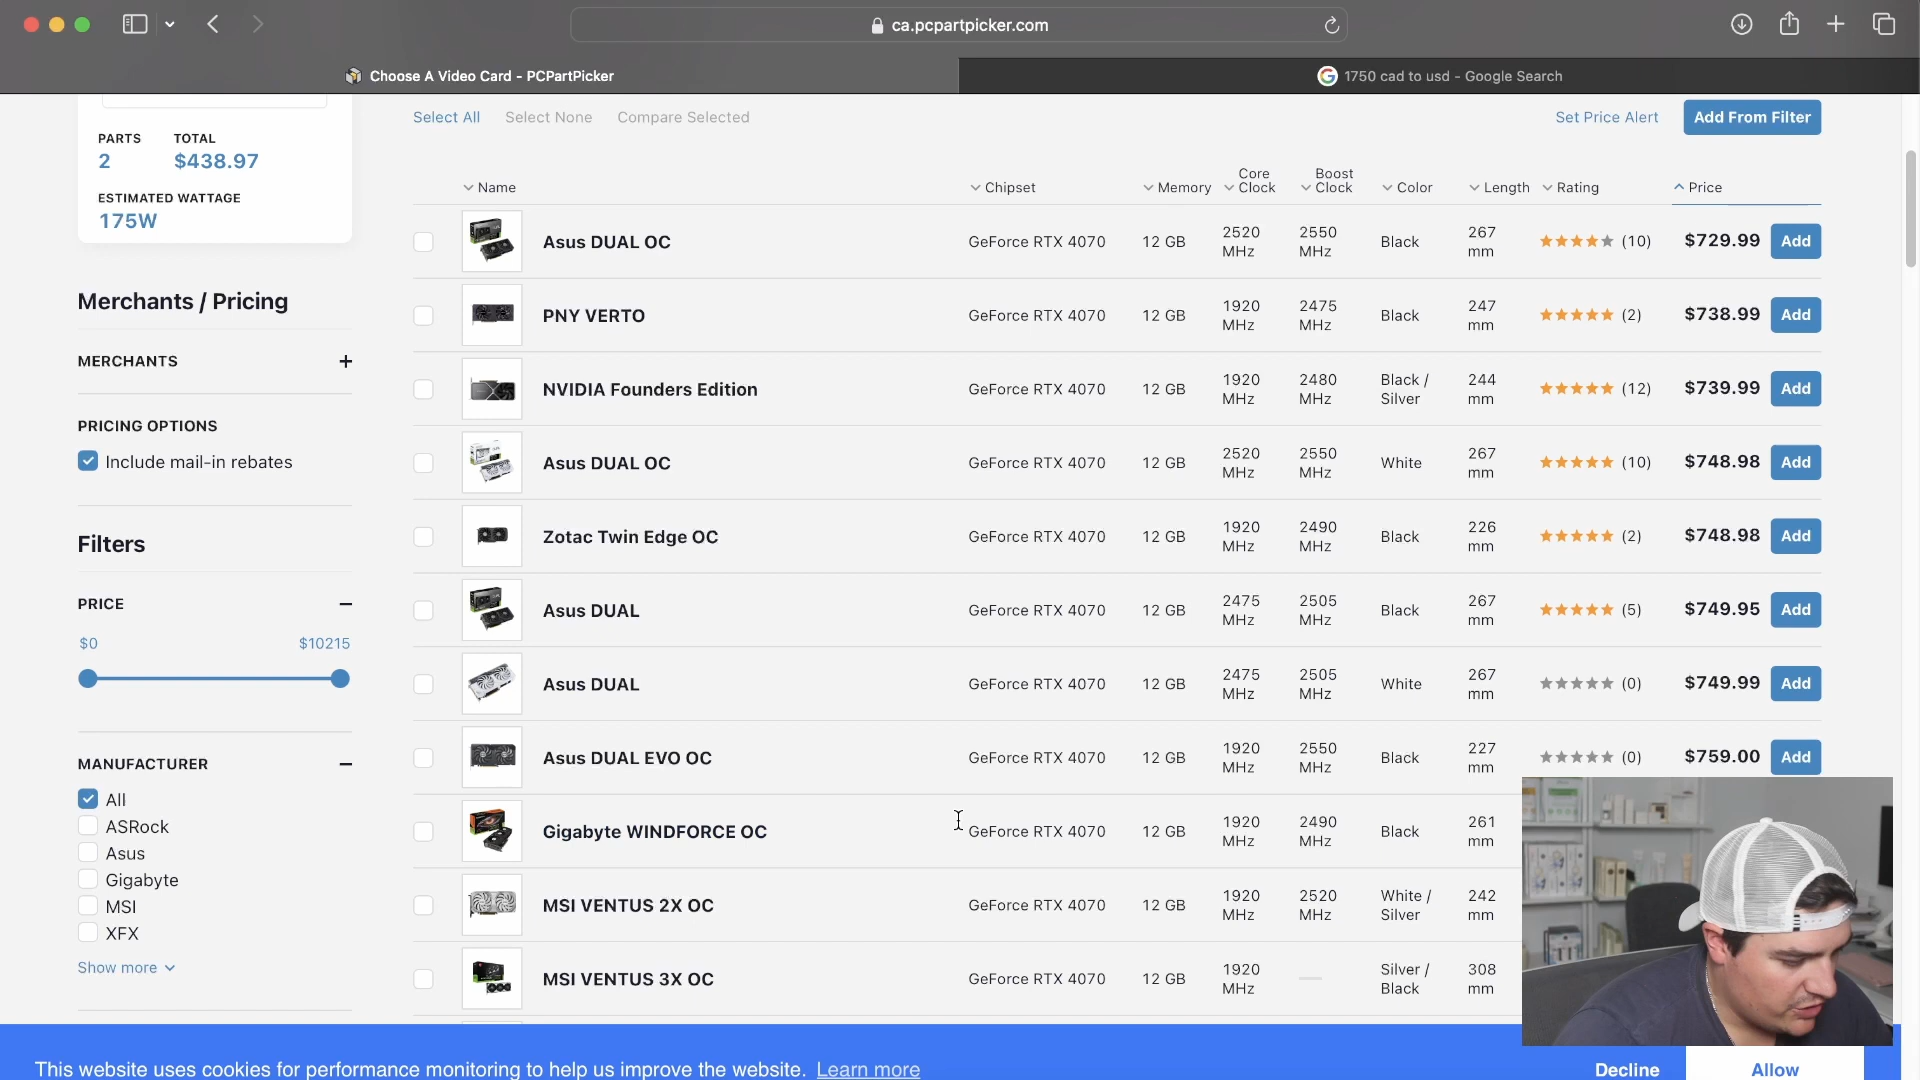 ca.pcpartpicker.com
Choose A Video Card - PCPartPicker
1750 cad to usd - Google Search
Select All Select None Compare Selected Set Price Alert Add From Filter
PARTS TOTAL
2 $438.97
ESTIMATED WATTAGE
175W
Merchants / Pricing
MERCHANTS
PRICING OPTIONS
Include mail-in rebates
Filters
PRICE
$0 $10215
MANUFACTURER
All
ASRock
Asus
Gigabyte
MSI
XFX
Show more
Name Chipset Memory Core Clock Boost Clock Color Length Rating Price
Asus DUAL OC GeForce RTX 4070 12 GB 2520 MHz 2550 MHz Black 267 mm (10) $729.99 Add
PNY VERTO GeForce RTX 4070 12 GB 1920 MHz 2475 MHz Black 247 mm (2) $738.99 Add
NVIDIA Founders Edition GeForce RTX 4070 12 GB 1920 MHz 2480 MHz Black / Silver 244 mm (12) $739.99 Add
Asus DUAL OC GeForce RTX 4070 12 GB 2520 MHz 2550 MHz White 267 mm (10) $748.98 Add
Zotac Twin Edge OC GeForce RTX 4070 12 GB 1920 MHz 2490 MHz Black 226 mm (2) $748.98 Add
Asus DUAL GeForce RTX 4070 12 GB 2475 MHz 2505 MHz Black 267 mm (5) $749.95 Add
Asus DUAL GeForce RTX 4070 12 GB 2475 MHz 2505 MHz White 267 mm (0) $749.99 Add
Asus DUAL EVO OC GeForce RTX 4070 12 GB 1920 MHz 2550 MHz Black 227 mm (0) $759.00 Add
Gigabyte WINDFORCE OC GeForce RTX 4070 12 GB 1920 MHz 2490 MHz Black 261 mm
MSI VENTUS 2X OC GeForce RTX 4070 12 GB 1920 MHz 2520 MHz White / Silver 242 mm
MSI VENTUS 3X OC GeForce RTX 4070 12 GB 1920 MHz — Silver / Black 308 mm
This website uses cookies for performance monitoring to help us improve the website. Learn more Decline Allow